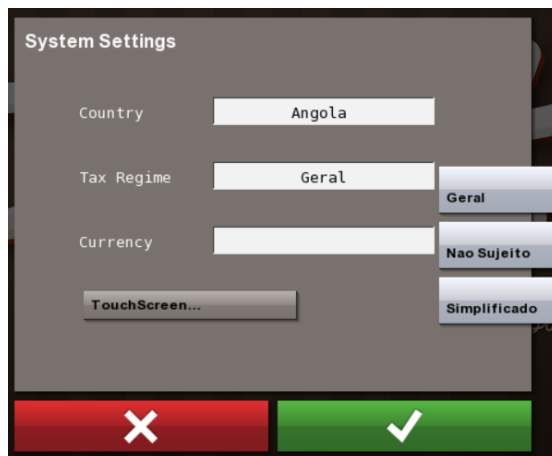 System Settings
Country Angola
Tax Regime Geral
Geral
Currency
Nao Sujeito
TouchScreen...
Simplificado